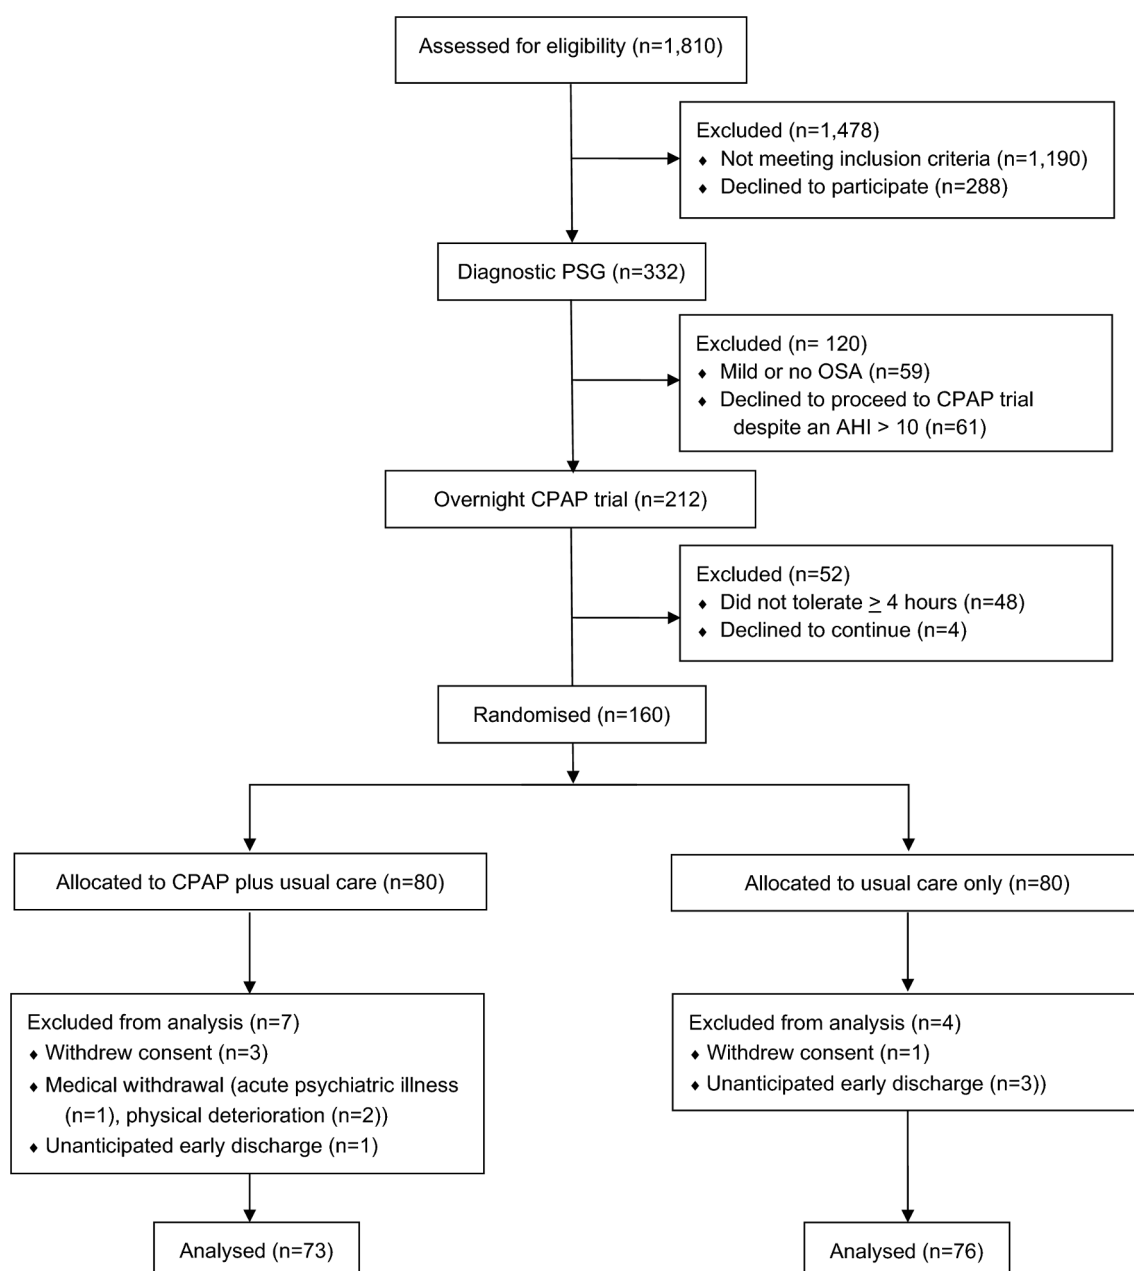 Assessed for eligibility (n=1,810)
Excluded (n=1,478)
♦ Not meeting inclusion criteria (n=1,190)
♦ Declined to participate (n=288)
Diagnostic PSG (n=332)
Excluded (n= 120)
♦ Mild or no OSA (n=59)
♦ Declined to proceed to CPAP trial
despite an AHI > 10 (n=61)
Overnight CPAP trial (n=212)
Excluded (n=52)
♦ Did not tolerate ≥ 4 hours (n=48)
♦ Declined to continue (n=4)
Randomised (n=160)
Allocated to CPAP plus usual care (n=80)
Allocated to usual care only (n=80)
Excluded from analysis (n=7)
♦ Withdrew consent (n=3)
♦ Medical withdrawal (acute psychiatric illness
(n=1), physical deterioration (n=2))
♦ Unanticipated early discharge (n=1)
Excluded from analysis (n=4)
♦ Withdrew consent (n=1)
♦ Unanticipated early discharge (n=3))
Analysed (n=73)
Analysed (n=76)